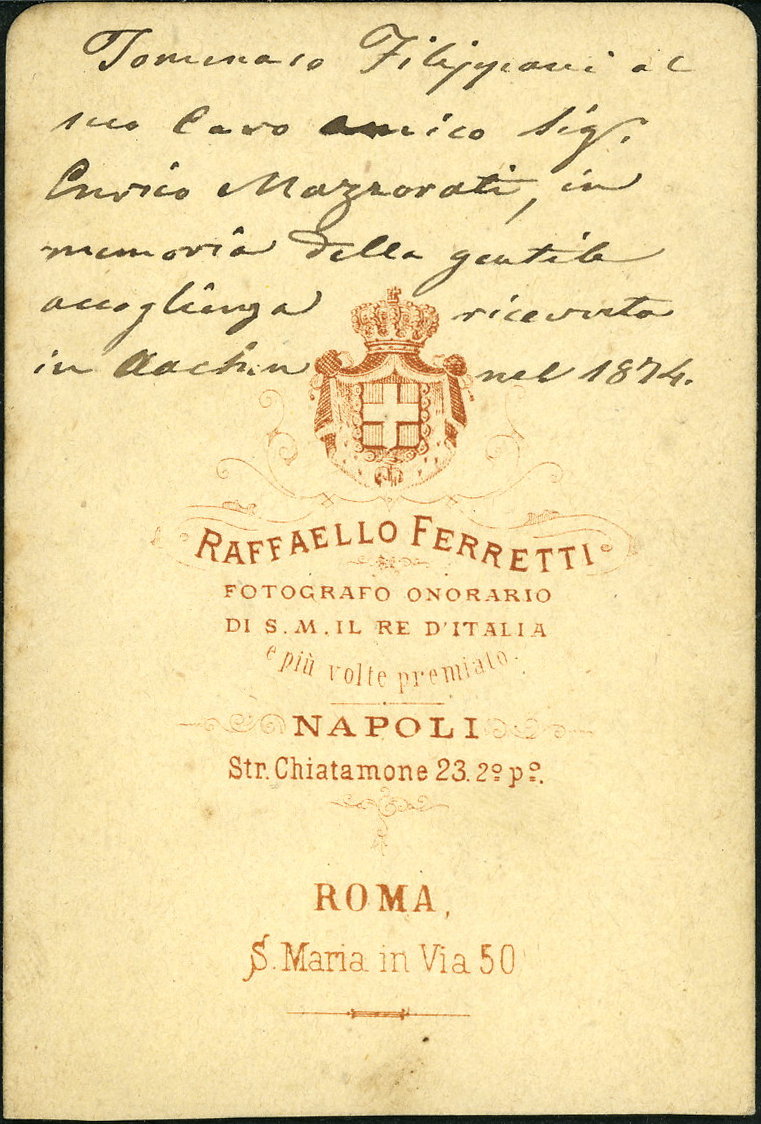 Tommaso Filippani al
suo Caro amico Sig.
Enrico Mazzorati, in
memoria della gentile
accoglienza ricevuta
in Aachen nel 1874.
RAFFAELLO FERRETTI
FOTOGRAFO ONORARIO
DI S. M. IL RE D'ITALIA
e più volte premiato.
NAPOLI
Str. Chiatamone 23. 2º pº.
ROMA,
S. Maria in Via 50